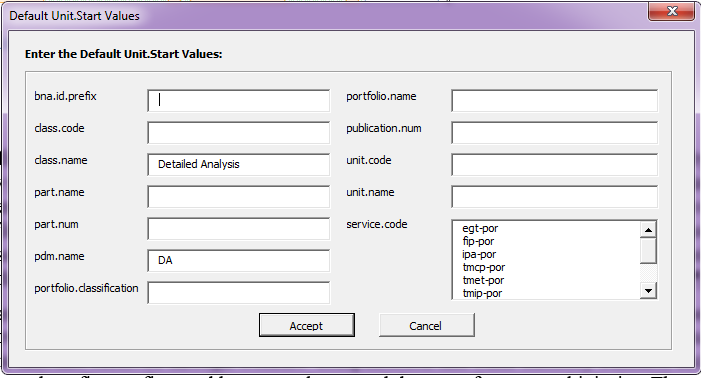 Default Unit.Start Values
Enter the Default Unit.Start Values:
bna.id.prefix
class.code
class.name Detailed Analysis
part.name
part.num
pdm.name DA
portfolio.classification
portfolio.name
publication.num
unit.code
unit.name
service.code
egt-por
fip-por
ipa-por
tmcp-por
tmet-por
tmip-por
Accept Cancel